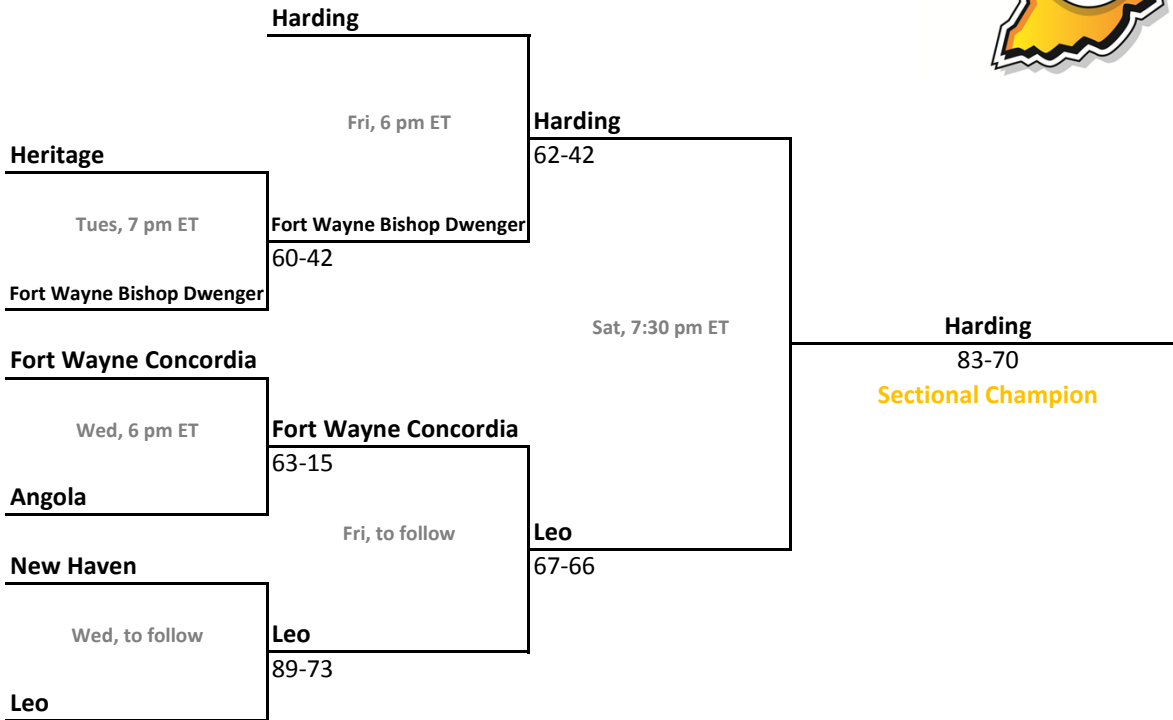 Harding
Fri, 6 pm ET
Harding
62-42
Heritage
Tues, 7 pm ET
Fort Wayne Bishop Dwenger
60-42
Fort Wayne Bishop Dwenger
Sat, 7:30 pm ET
Harding
83-70
Sectional Champion
Fort Wayne Concordia
Wed, 6 pm ET
Fort Wayne Concordia
63-15
Angola
Fri, to follow
Leo
67-66
New Haven
Wed, to follow
Leo
89-73
Leo